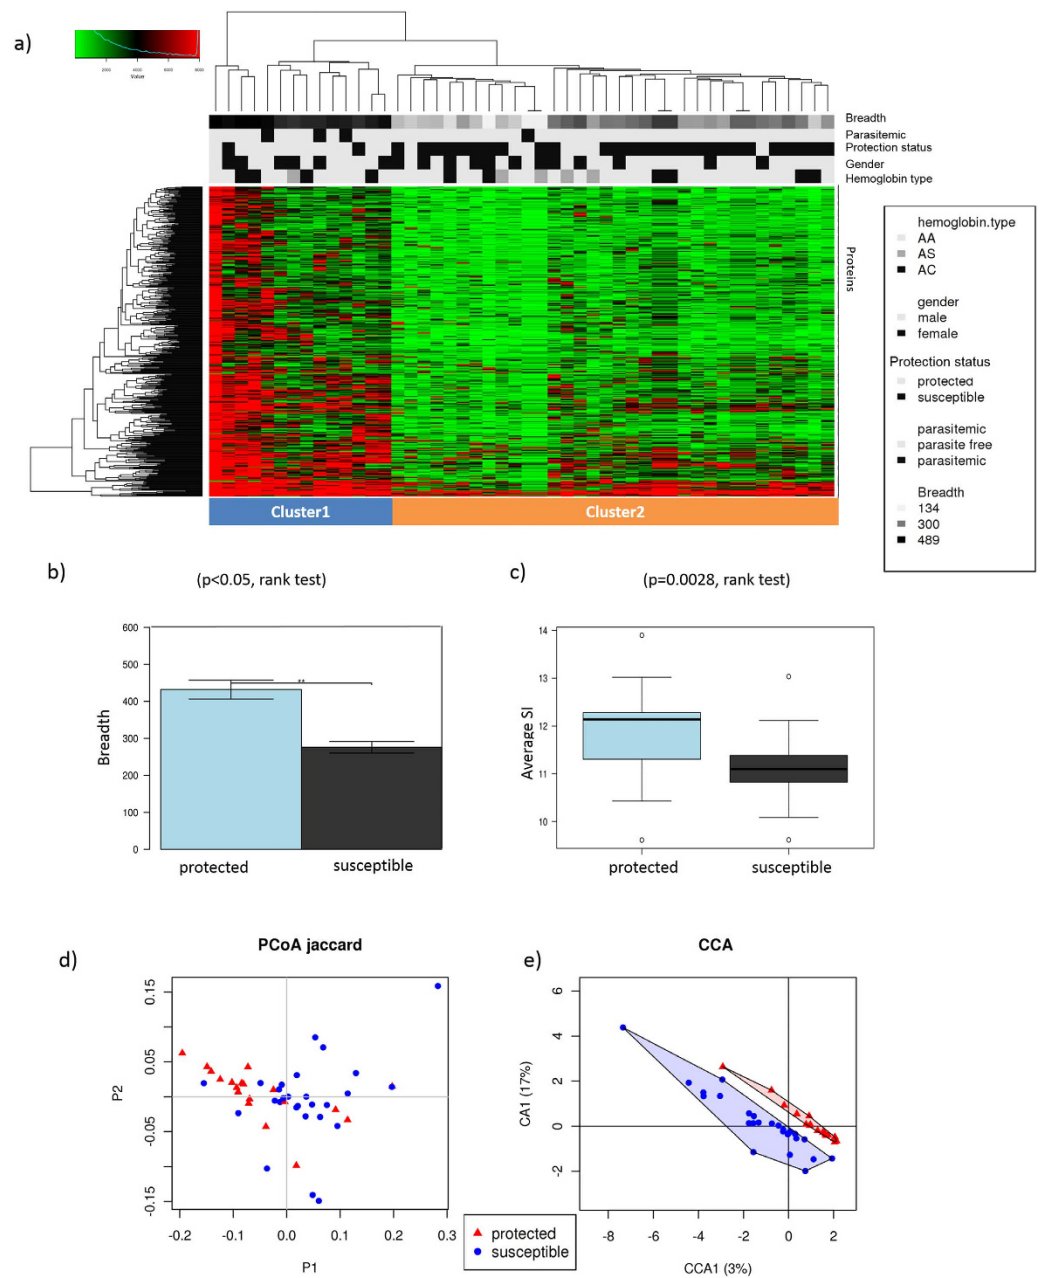 a)
2000 4000 6000 8000
Value
Breadth
Parasitemic
Protection status
Gender
Hemoglobin type
Proteins
hemoglobin.type
AA
AS
AC
gender
male
female
Protection status
protected
susceptible
parasitemic
parasite free
parasitemic
Breadth
134
300
489
Cluster1 Cluster2
b)
(p<0.05, rank test)
600
500
400
300
200
100
0
Breadth
**
protected susceptible
c)
(p=0.0028, rank test)
14
13
12
11
10
Average SI
protected susceptible
d)
PCoA jaccard
0.15
0.05
-0.05
-0.15
P2
-0.2 -0.1 0.0 0.1 0.2 0.3
P1
protected
susceptible
e)
CCA
6
4
2
0
-2
CA1 (17%)
-8 -6 -4 -2 0 2
CCA1 (3%)